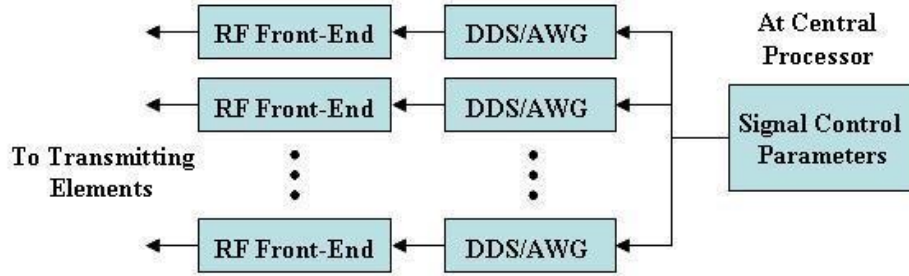 RF Front-End
DDS/AWG
At Central
Processor
RF Front-End
DDS/AWG
Signal Control
Parameters
To Transmitting
Elements
RF Front-End
DDS/AWG